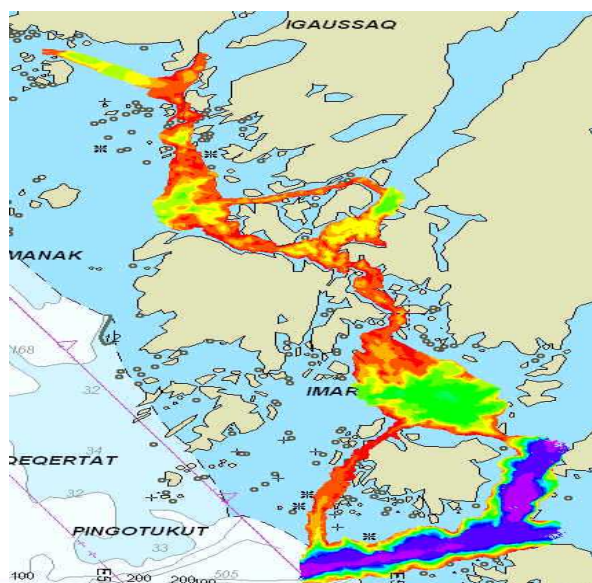 IGAUSSAQ
MANAK
168
32
IMAR
34
QEQERTAT
32
PINGOTUKUT
33
505
100
200
200